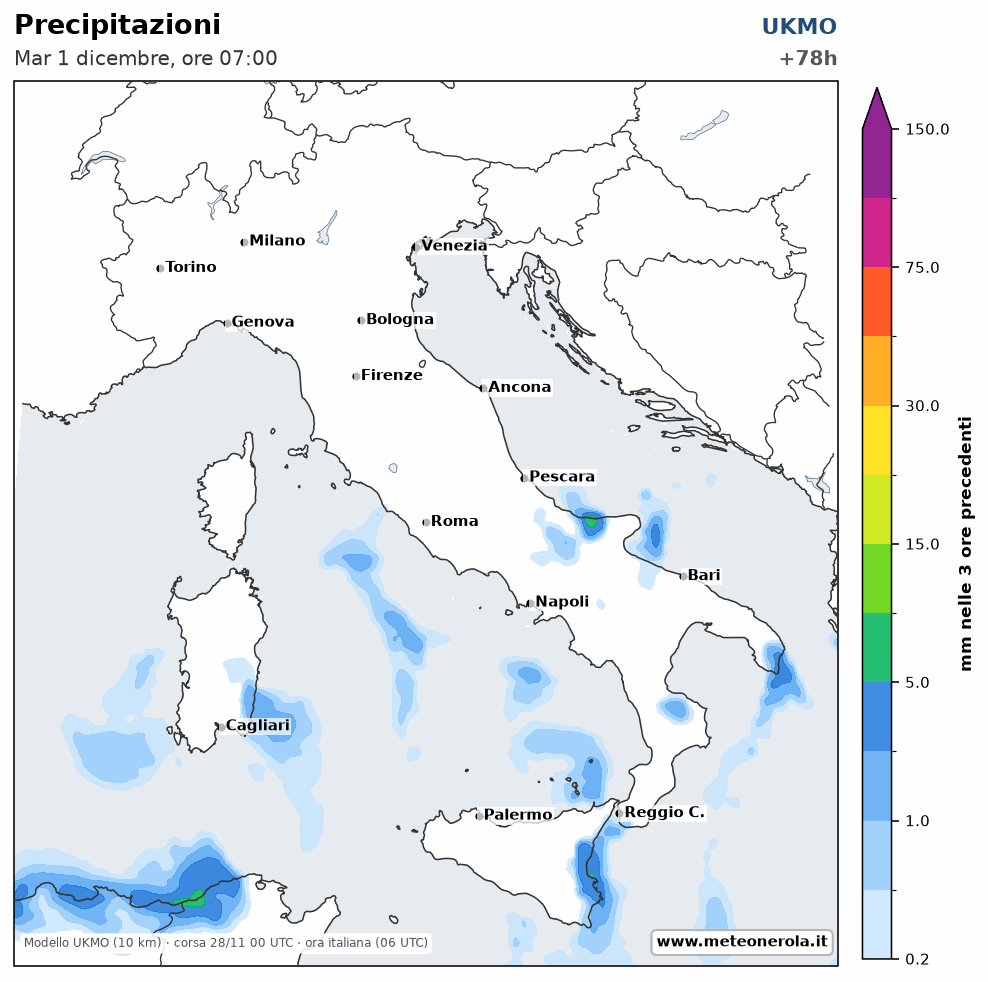 Precipitazioni
UKMO
Mar 1 dicembre, ore 07:00
+78h
150.0
75.0
30.0
15.0
5.0
1.0
0.2
mm nelle 3 ore precedenti
Milano
Venezia
Torino
Genova
Bologna
Firenze
Ancona
Pescara
Roma
Bari
Napoli
Cagliari
Palermo
Reggio C.
Modello UKMO (10 km) · corsa 28/11 00 UTC · ora italiana (06 UTC)
www.meteonerola.it